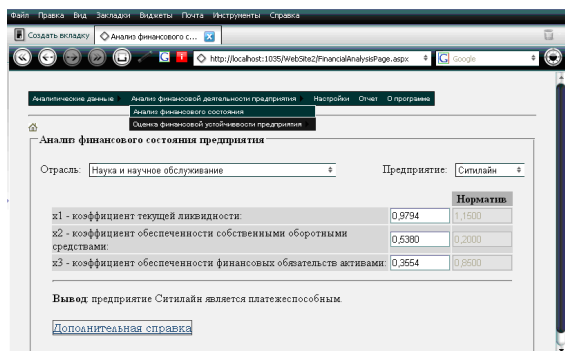 Файл Правка Вид Закладки Виджеты Почта Инструменты Справка
Создать вкладку Анализ финансового с...
http://localhost:1035/WebSite2/FinancialAnalysisPage.aspx Google
Аналитические данные Анализ финансовой деятельности предприятия Настройки Отчет О программе
Анализ финансового состояния
Оценка финансовой устойчивости предприятия
Анализ финансового состояния предприятия
Отрасль: Наука и научное обслуживание Предприятие: Ситилайн
Норматив
x1 - коэффициент текущей ликвидности: 0,9794 1,1500
x2 - коэффициент обеспеченности собственными оборотными
средствами: 0,5380 0,2000
x3 - коэффициент обеспеченности финансовых обязательств активами: 0,3554 0,8500
Вывод: предприятие Ситилайн является платежеспособным.
Дополнительная справка